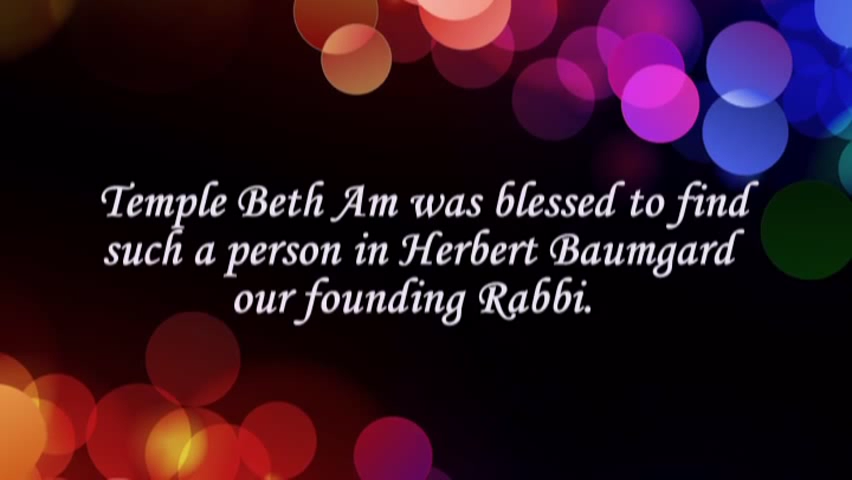 Temple Beth Am was blessed to find
such a person in Herbert Baumgard
our founding Rabbi.